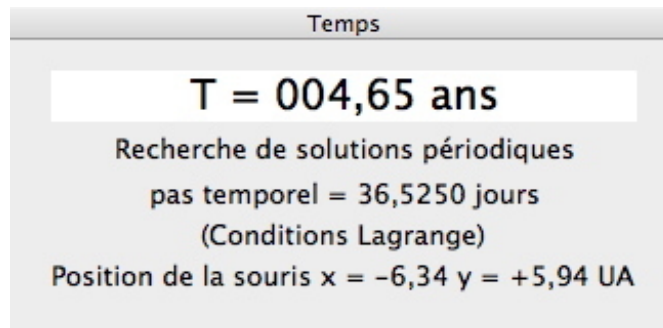 Temps
T = 004,65 ans
Recherche de solutions périodiques
pas temporel = 36,5250 jours
(Conditions Lagrange)
Position de la souris x = −6,34 y = +5,94 UA